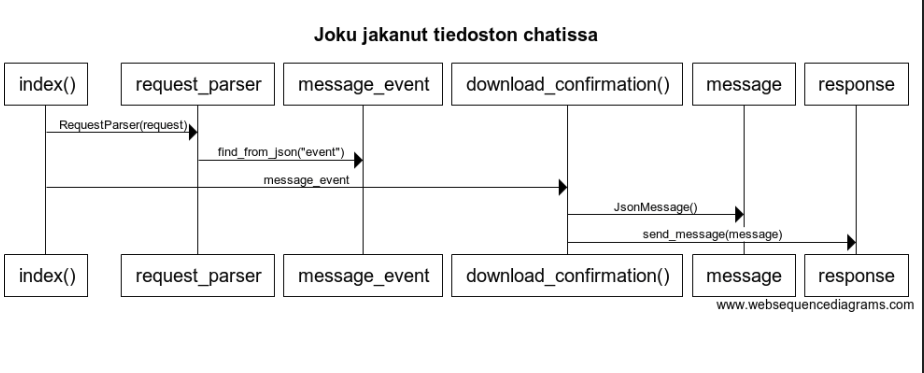 Joku jakanut tiedoston chatissa
index() request_parser message_event download_confirmation() message response
RequestParser(request)
find_from_json("event")
message_event
JsonMessage()
send_message(message)
index() request_parser message_event download_confirmation() message response
www.websequencediagrams.com